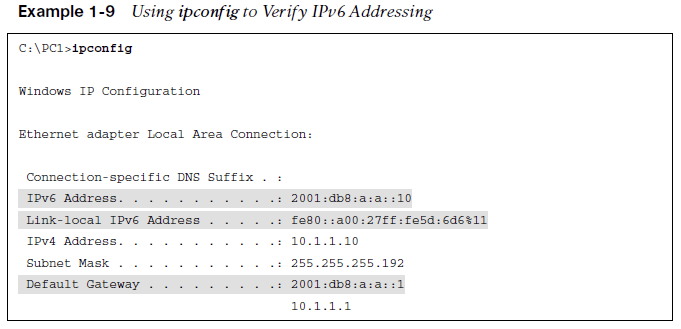 Example 1-9 Using ipconfig to Verify IPv6 Addressing
C:\PC1>ipconfig
Windows IP Configuration
Ethernet adapter Local Area Connection:
Connection-specific DNS Suffix . :
IPv6 Address. . . . . . . . . . .: 2001:db8:a:a::10
Link-local IPv6 Address . . . . .: fe80::a00:27ff:fe5d:6d6%11
IPv4 Address. . . . . . . . . . .: 10.1.1.10
Subnet Mask . . . . . . . . . . .: 255.255.255.192
Default Gateway . . . . . . . . .: 2001:db8:a:a::1
10.1.1.1